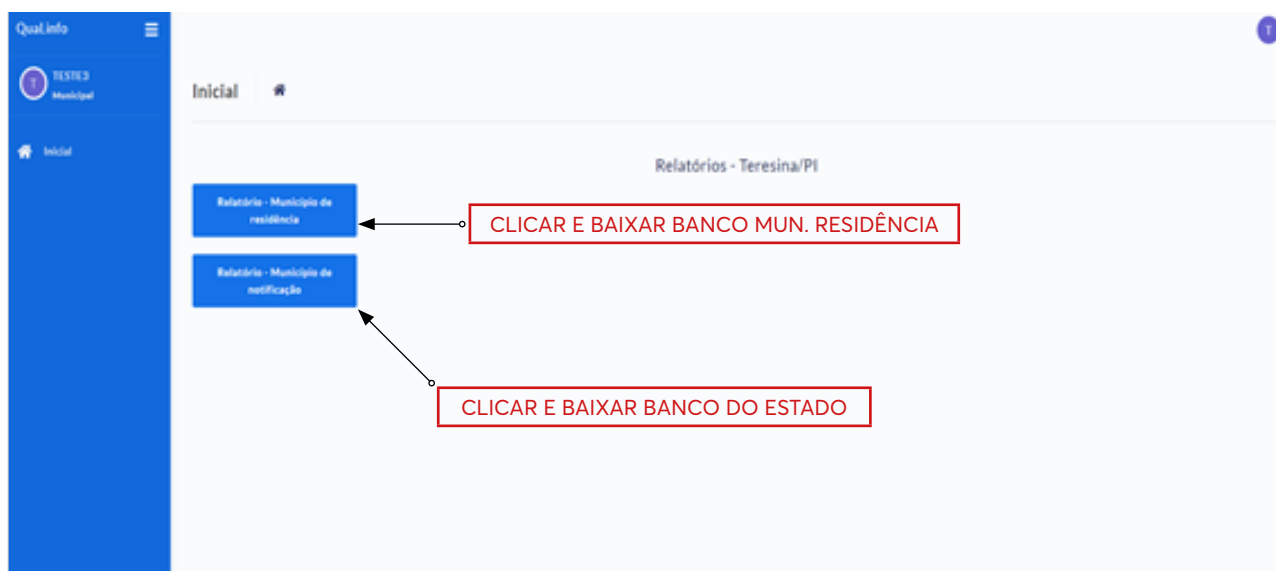 Qual.info
T
T TESTE3
Municipal
Inicial
Inicial
Relatórios - Teresina/PI
Relatório - Município de
residência
CLICAR E BAIXAR BANCO MUN. RESIDÊNCIA
Relatório - Município de
notificação
CLICAR E BAIXAR BANCO DO ESTADO